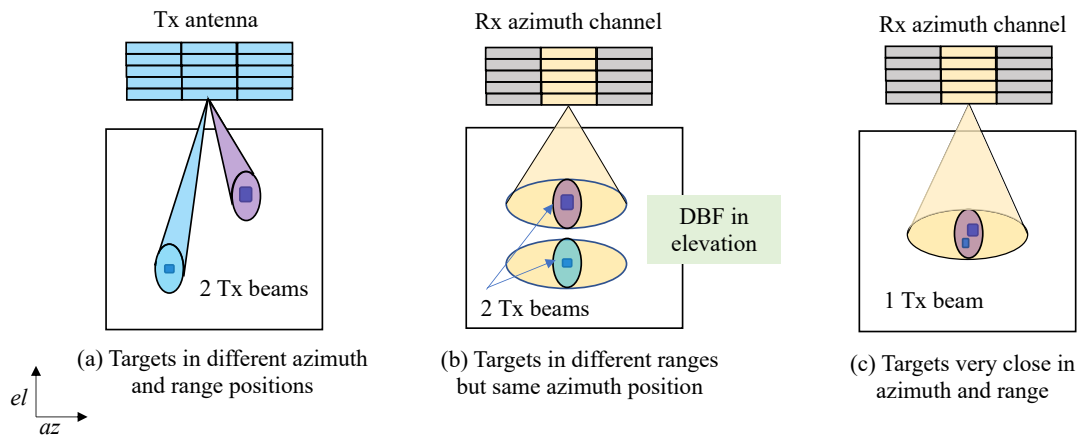 Tx antenna
2 Tx beams
(a) Targets in different azimuth
and range positions
Rx azimuth channel
DBF in
elevation
2 Tx beams
(b) Targets in different ranges
but same azimuth position
Rx azimuth channel
1 Tx beam
(c) Targets very close in
azimuth and range
el
az